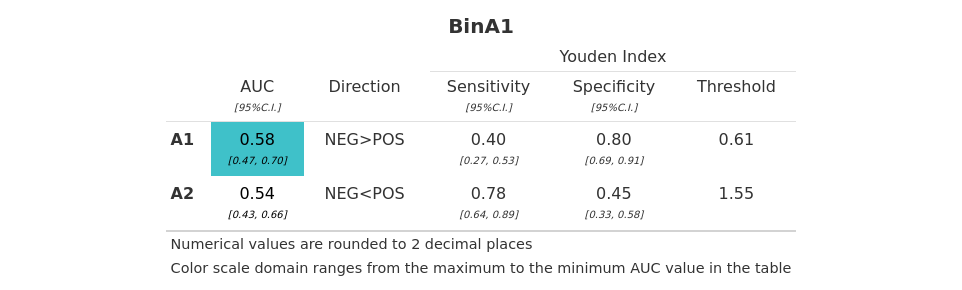 BinA1
Youden Index
AUC Direction Sensitivity Specificity Threshold
[95%C.I.] [95%C.I.] [95%C.I.]
A1 0.58 NEG>POS 0.40 0.80 0.61
[0.47, 0.70] [0.27, 0.53] [0.69, 0.91]
A2 0.54 NEG<POS 0.78 0.45 1.55
[0.43, 0.66] [0.64, 0.89] [0.33, 0.58]
Numerical values are rounded to 2 decimal places
Color scale domain ranges from the maximum to the minimum AUC value in the table